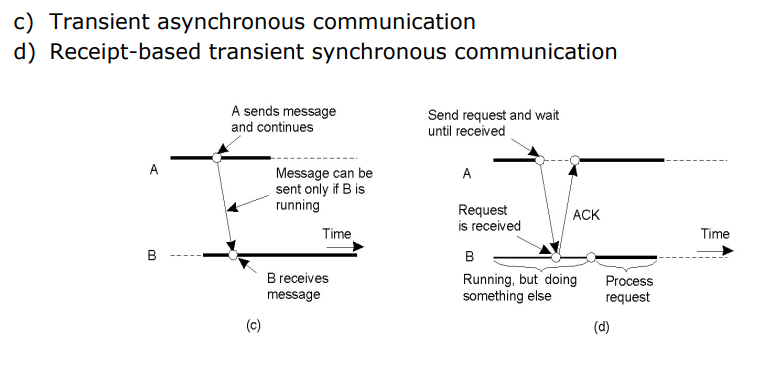 c) Transient asynchronous communication
d) Receipt-based transient synchronous communication
A sends message
and continues
A
Message can be
sent only if B is
running
Time
B
B receives
message
(c)
Send request and wait
until received
A
Request
is received
ACK
Time
B
Running, but doing
something else
Process
request
(d)